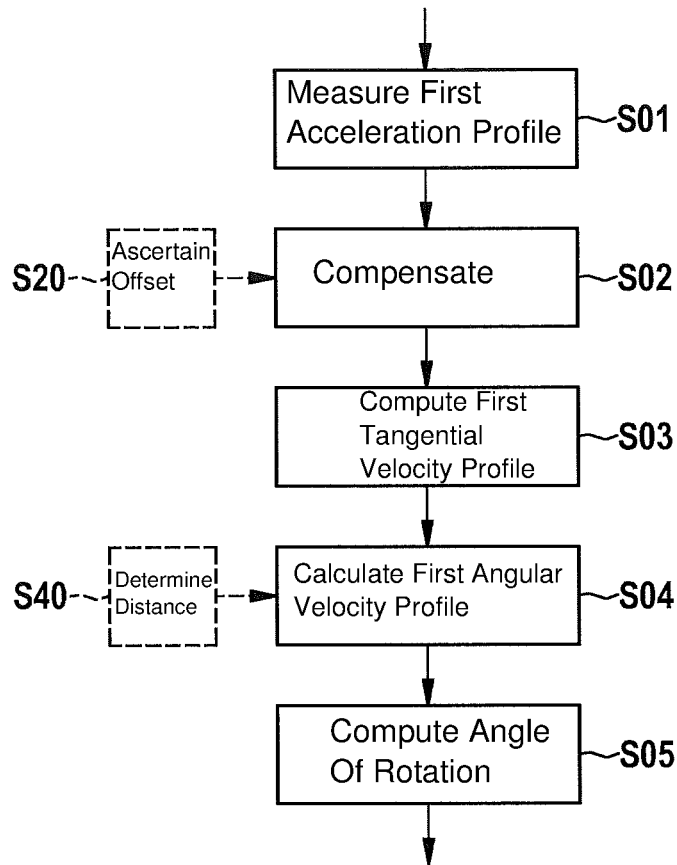 Measure First
Acceleration Profile
S01
Ascertain
Offset
S20
Compensate
S02
Compute First
Tangential
Velocity Profile
S03
Determine
Distance
S40
Calculate First Angular
Velocity Profile
S04
Compute Angle
Of Rotation
S05